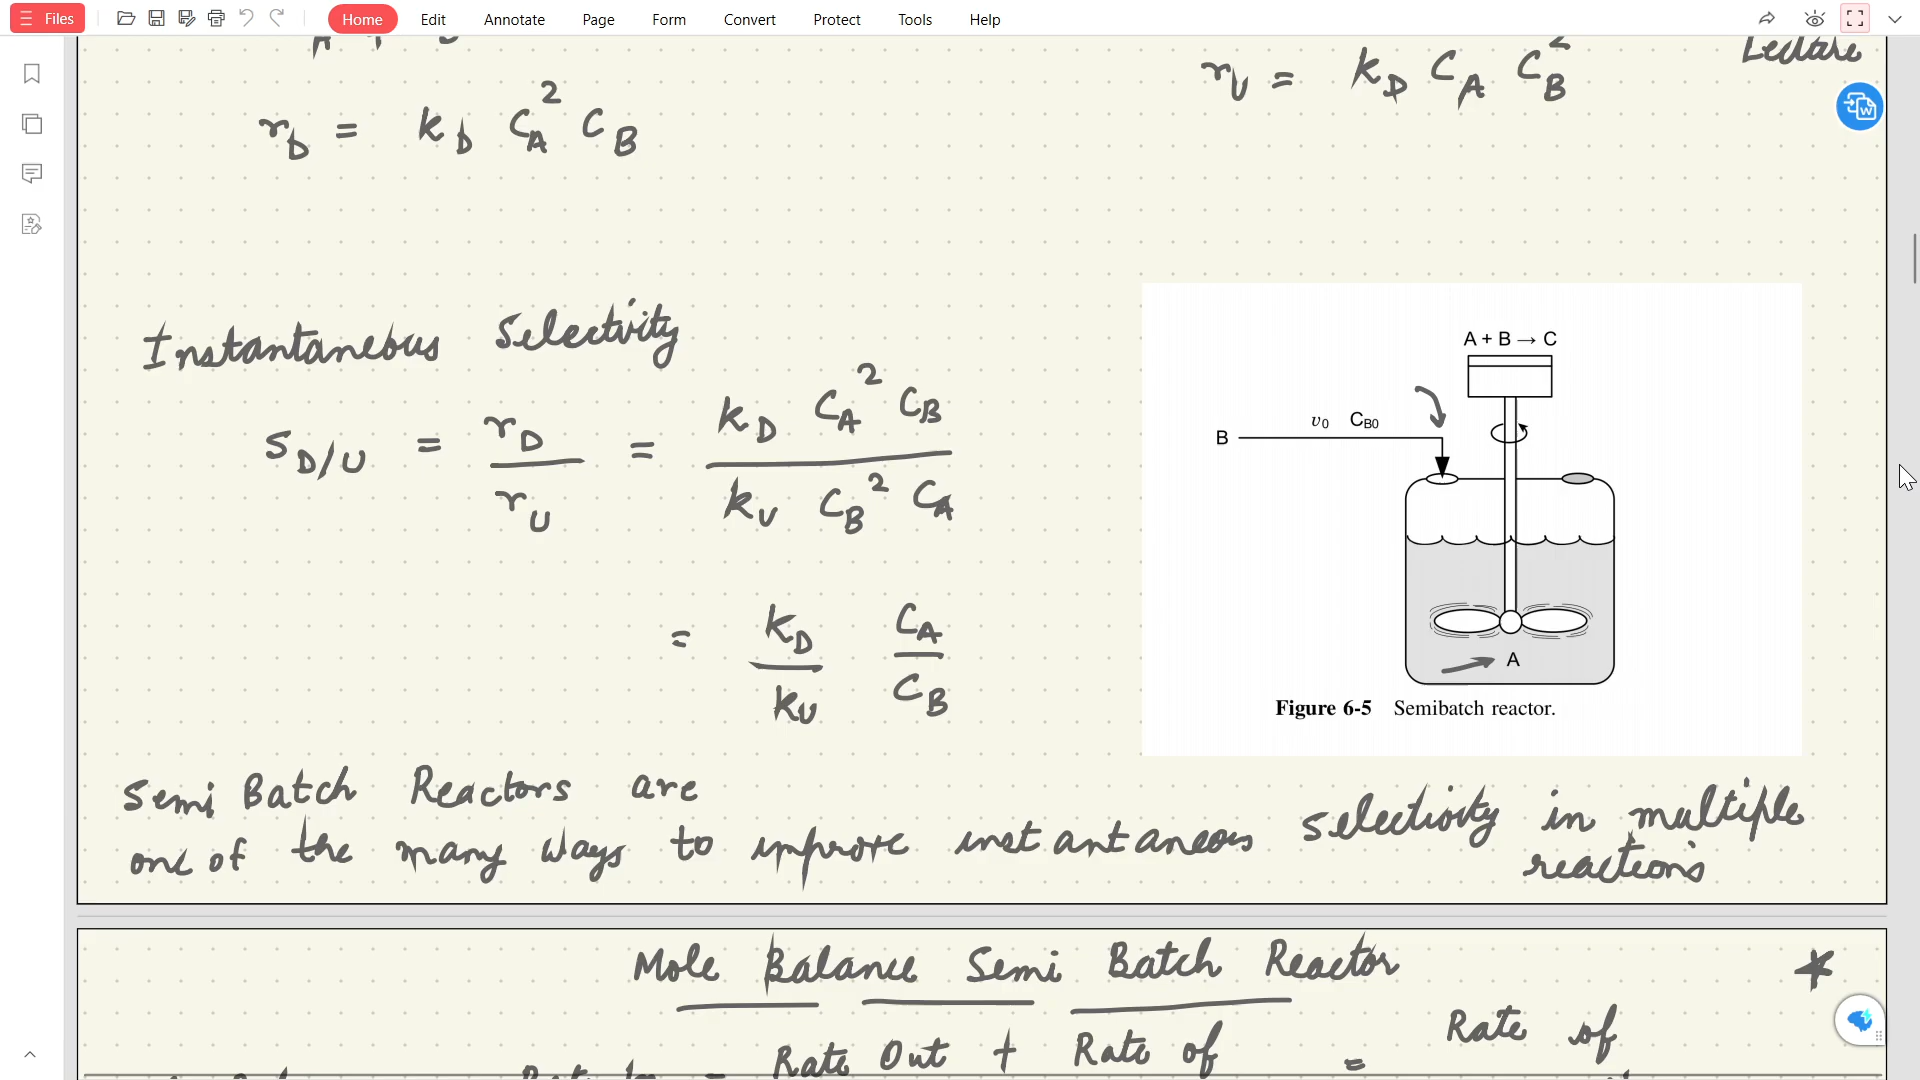 Files Home Edit Annotate Page Form Convert Protect Tools Help
Lecture
r_U = k_D C_A C_B^2
r_D = k_D C_A^2 C_B
Instantaneous Selectivity
S_D/U = r_D / r_U = k_D C_A^2 C_B / k_U C_B^2 C_A
= k_D / k_U C_A / C_B
A + B → C
B υ0 CB0
A
Figure 6-5 Semibatch reactor.
Semi Batch Reactors are
one of the many ways to improve instantaneous selectivity in multiple
reactions
Mole Balance Semi Batch Reactor
Rate Out + Rate of = Rate of